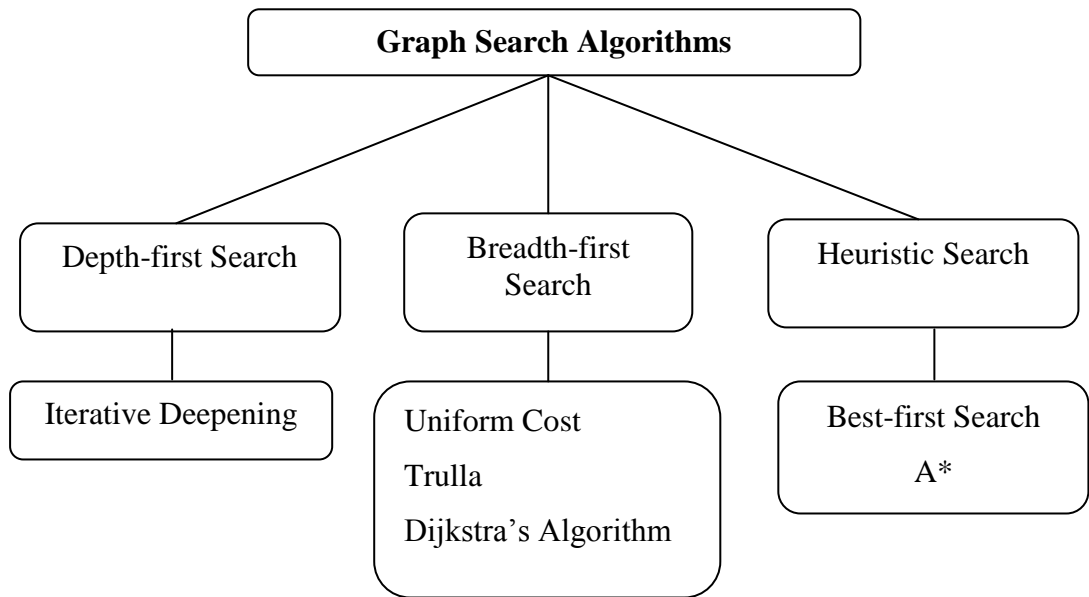 Graph Search Algorithms
Depth-first Search
Breadth-first
Search
Heuristic Search
Iterative Deepening
Uniform Cost
Trulla
Dijkstra’s Algorithm
Best-first Search
A*